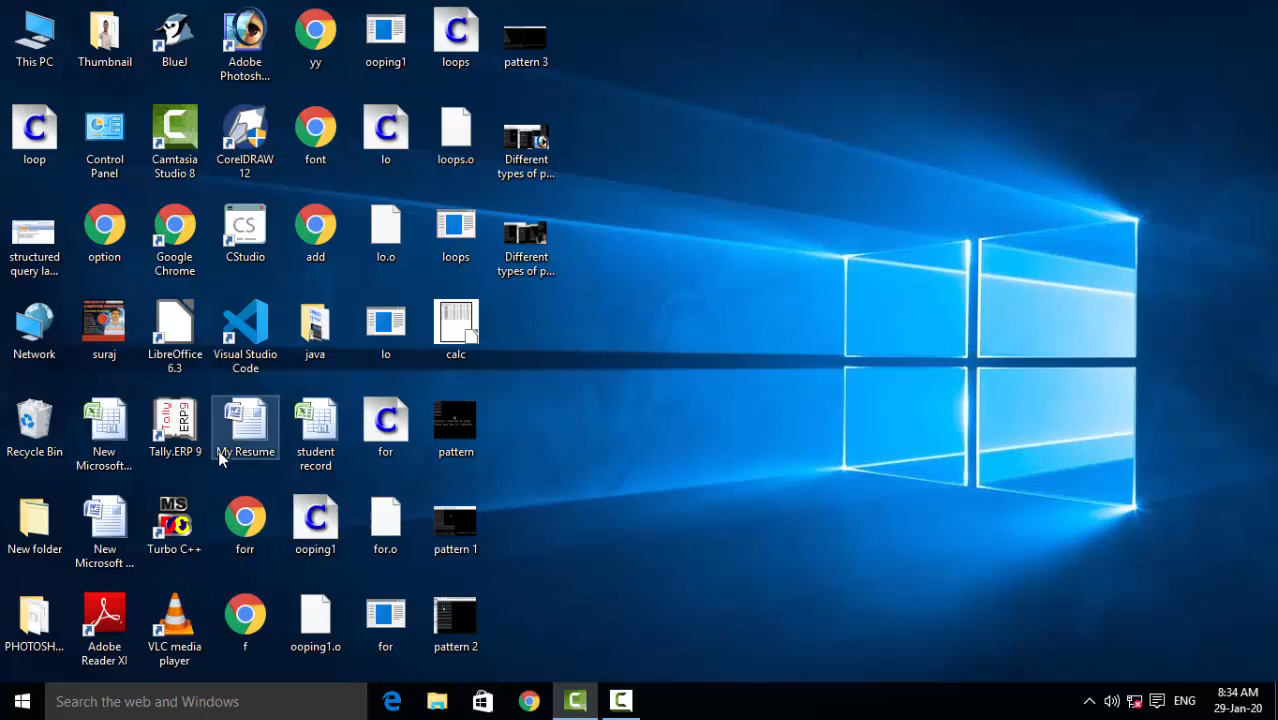 This PC
Thumbnail
BlueJ
Adobe
Photosh...
yy
ooping1
loops
pattern 3
loop
Control
Panel
Camtasia
Studio 8
CorelDRAW
12
font
lo
loops.o
Different
types of p...
structured
query la...
option
Google
Chrome
CStudio
add
lo.o
loops
Different
types of p...
Network
suraj
LibreOffice
6.3
Visual Studio
Code
java
lo
calc
Recycle Bin
New
Microsoft...
Tally.ERP 9
My Resume
student
record
for
pattern
New folder
New
Microsoft ...
Turbo C++
forr
ooping1
for.o
pattern 1
PHOTOSH...
Adobe
Reader XI
VLC media
player
f
ooping1.o
for
pattern 2
Search the web and Windows
ENG
8:34 AM
29-Jan-20